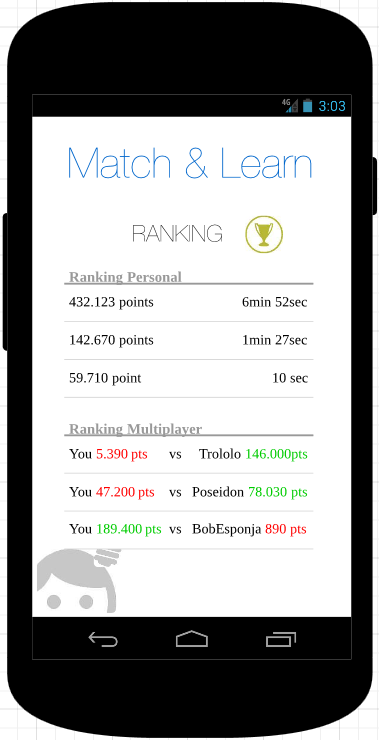 4G 3:03
Match & Learn
RANKING
Ranking Personal
432.123 points 6min 52sec
142.670 points 1min 27sec
59.710 point 10 sec
Ranking Multiplayer
You 5.390 pts vs Trololo 146.000pts
You 47.200 pts vs Poseidon 78.030 pts
You 189.400 pts vs BobEsponja 890 pts